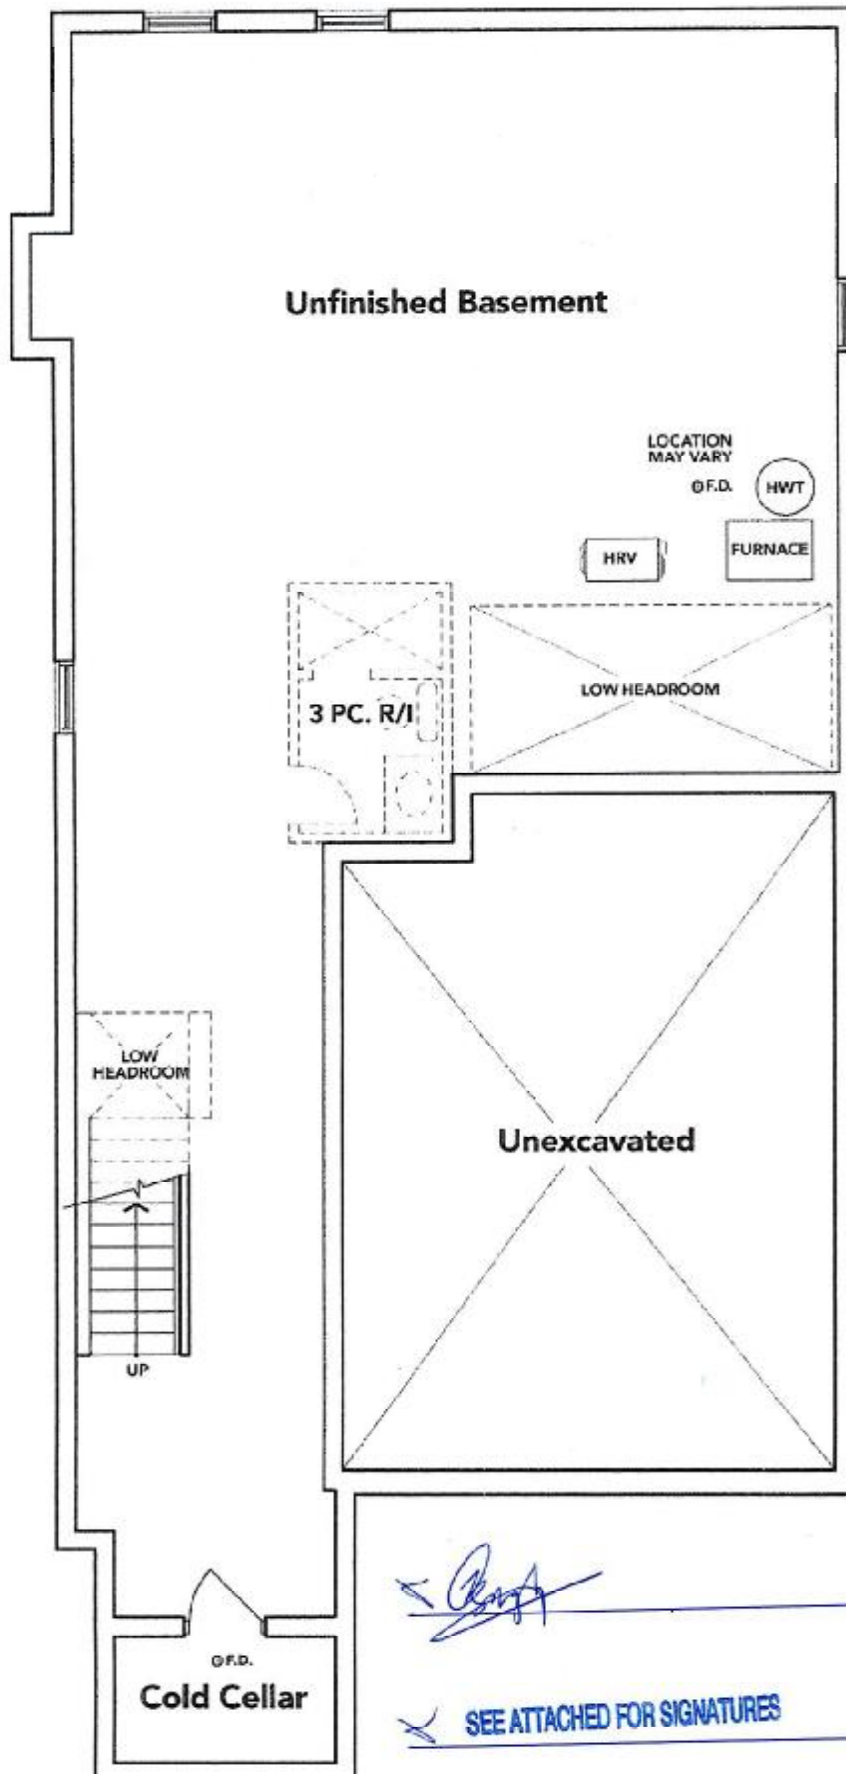 Unfinished Basement
LOCATION
MAY VARY
F.D.
HWT
HRV
FURNACE
LOW HEADROOM
3 PC. R/I
LOW
HEADROOM
Unexcavated
UP
F.D.
Cold Cellar
SEE ATTACHED FOR SIGNATURES